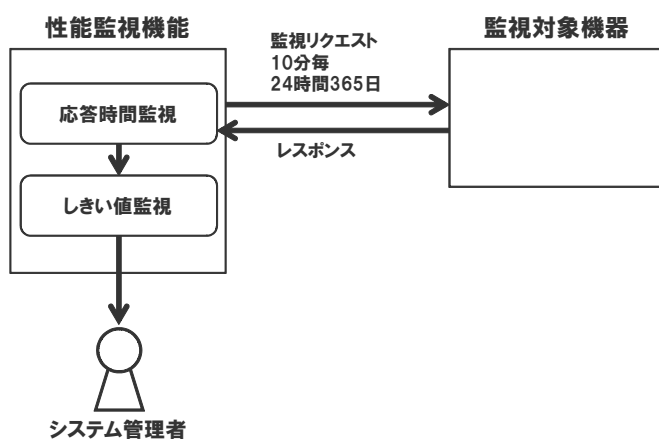 性能監視機能
監視対象機器
監視リクエスト
10分毎
24時間365日
応答時間監視
レスポンス
しきい値監視
システム管理者